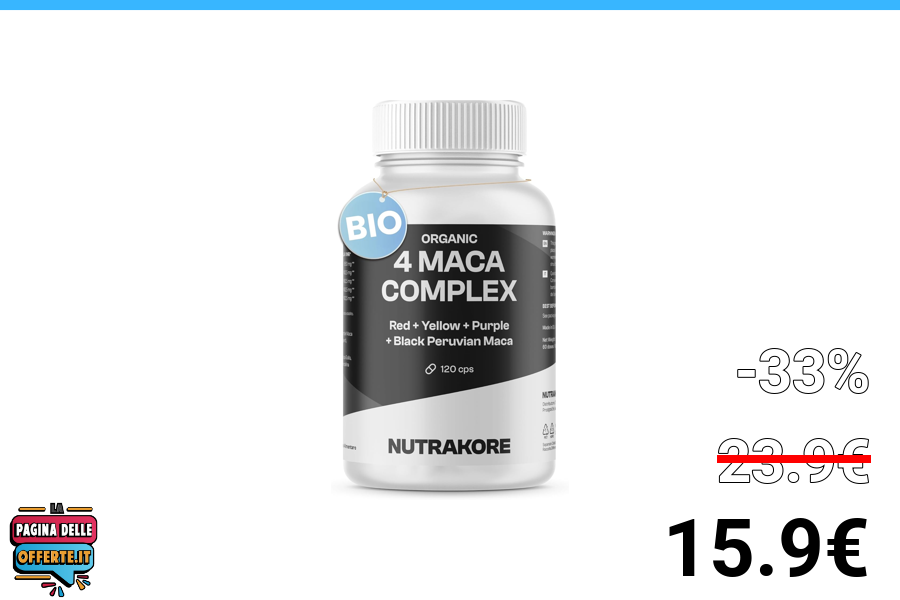 BIO
ORGANIC
4 MACA
COMPLEX
Red + Yellow + Purple
+ Black Peruvian Maca
120 cps
NUTRAKORE
-33%
23.9€
15.9€
LA
PAGINA DELLE
OFFERTE.IT